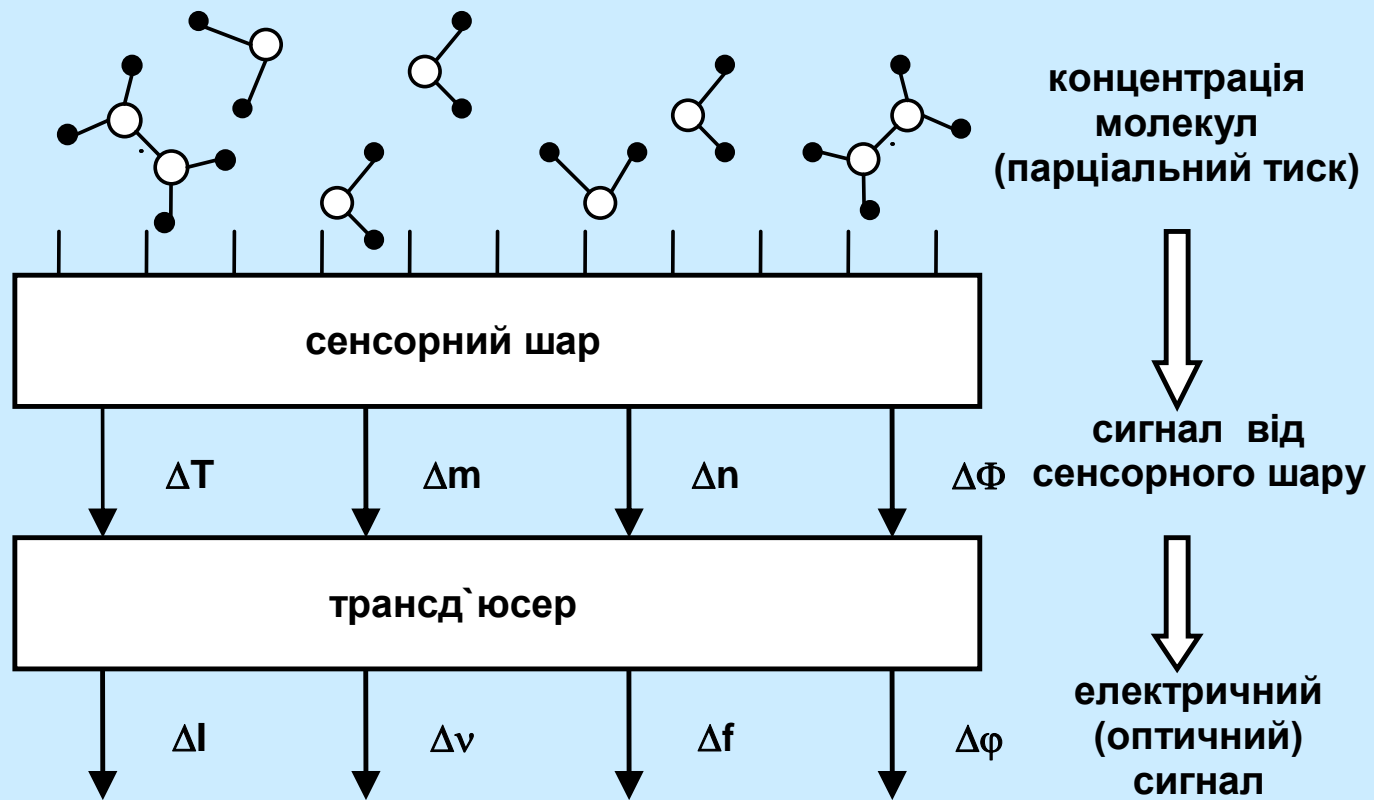 концентрація
молекул
(парціальний тиск)
сенсорний шар
сигнал від
сенсорного шару
ΔT Δm Δn ΔΦ
трансд`юсер
електричний
(оптичний)
сигнал
ΔI Δν Δf Δφ